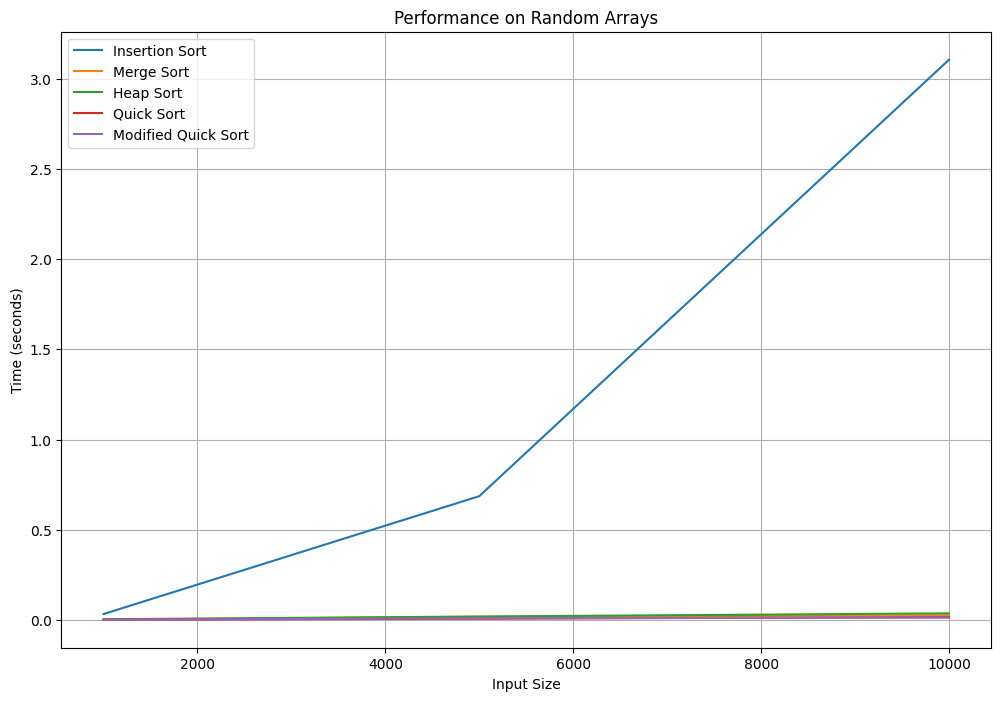 Performance on Random Arrays
Insertion Sort
Merge Sort
Heap Sort
Quick Sort
Modified Quick Sort
3.0
2.5
2.0
1.5
1.0
0.5
0.0
Time (seconds)
2000 4000 6000 8000 10000
Input Size